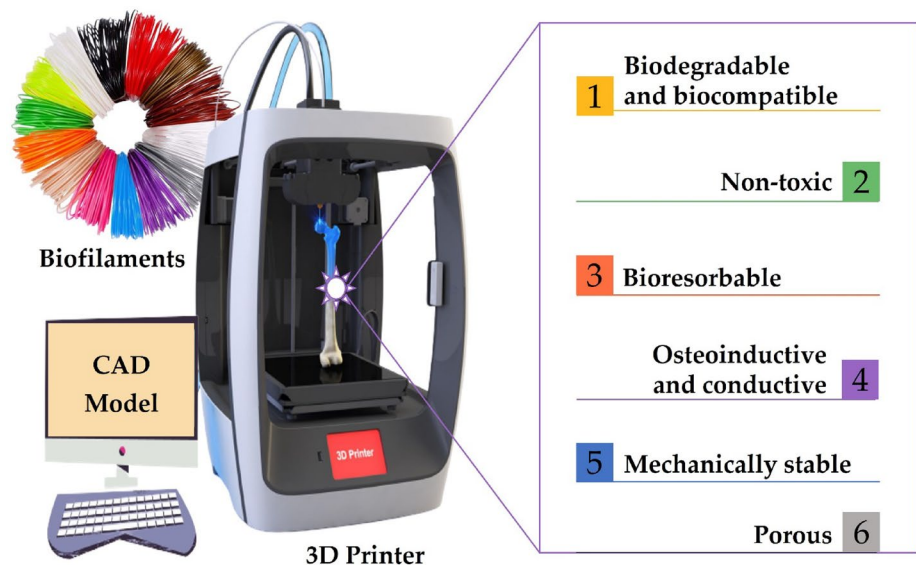 Biofilaments
CAD
Model
3D Printer
3D Printer
1
Biodegradable
and biocompatible
Non-toxic
2
3
Bioresorbable
Osteoinductive
and conductive
4
5
Mechanically stable
Porous
6